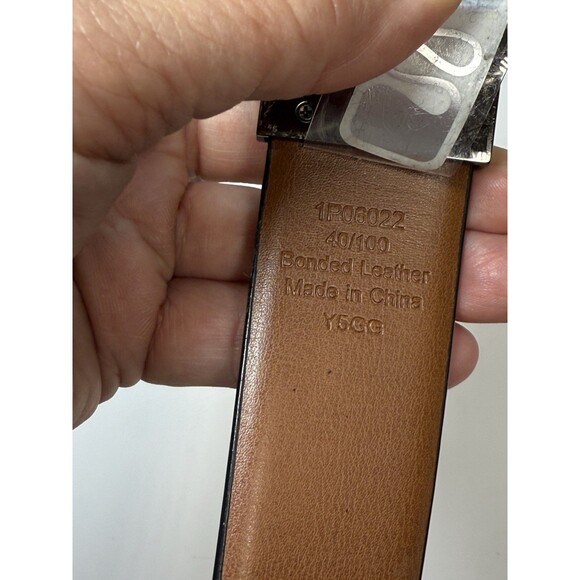 1P08022
40/100
Bonded Leather
Made in China
Y5GG